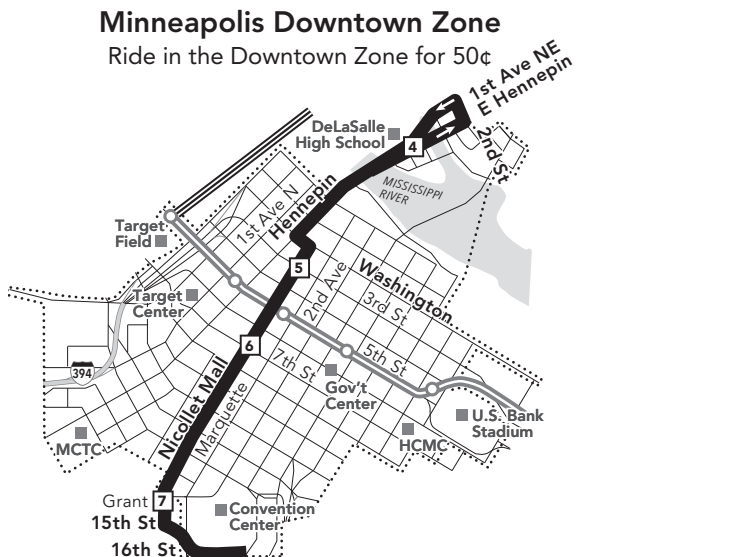 Minneapolis Downtown Zone
Ride in the Downtown Zone for 50¢
1st Ave NE
E Hennepin
DeLaSalle
High School
4
2nd St
MISSISSIPPI
RIVER
1st Ave N
Hennepin
Target
Field
5
2nd Ave
Washington
3rd St
Target
Center
6
5th St
7th St
394
Gov't
Center
Nicollet Mall
Marquette
U.S. Bank
Stadium
HCMC
MCTC
Grant
7
Convention
Center
15th St
16th St